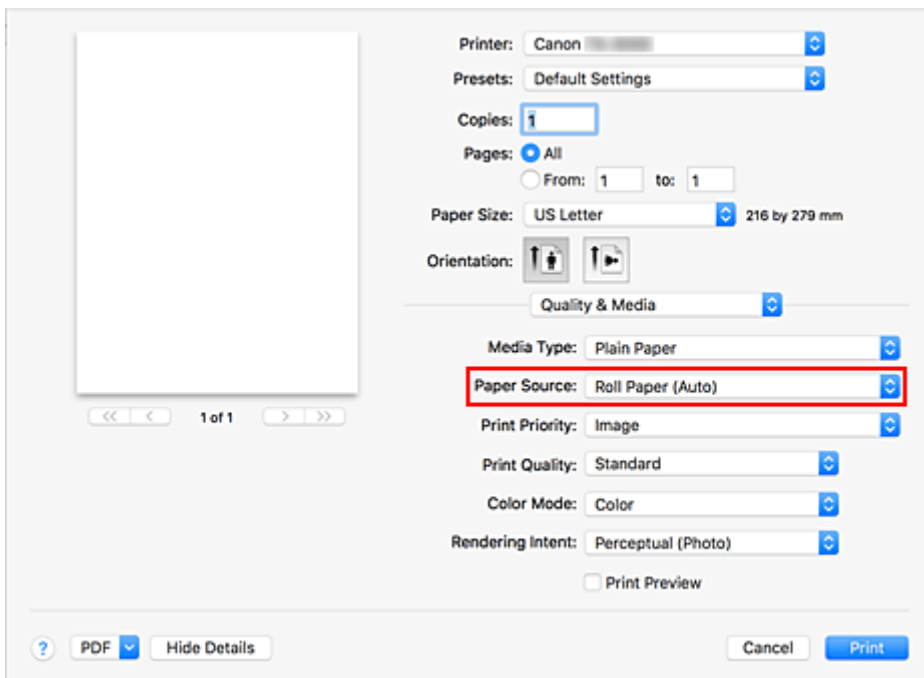 Printer: Canon
Presets: Default Settings
Copies: 1
Pages: All
From: 1 to: 1
Paper Size: US Letter 216 by 279 mm
Orientation:
Quality & Media
Media Type: Plain Paper
Paper Source: Roll Paper (Auto)
<< < 1 of 1 > >>
Print Priority: Image
Print Quality: Standard
Color Mode: Color
Rendering Intent: Perceptual (Photo)
Print Preview
? PDF Hide Details Cancel Print